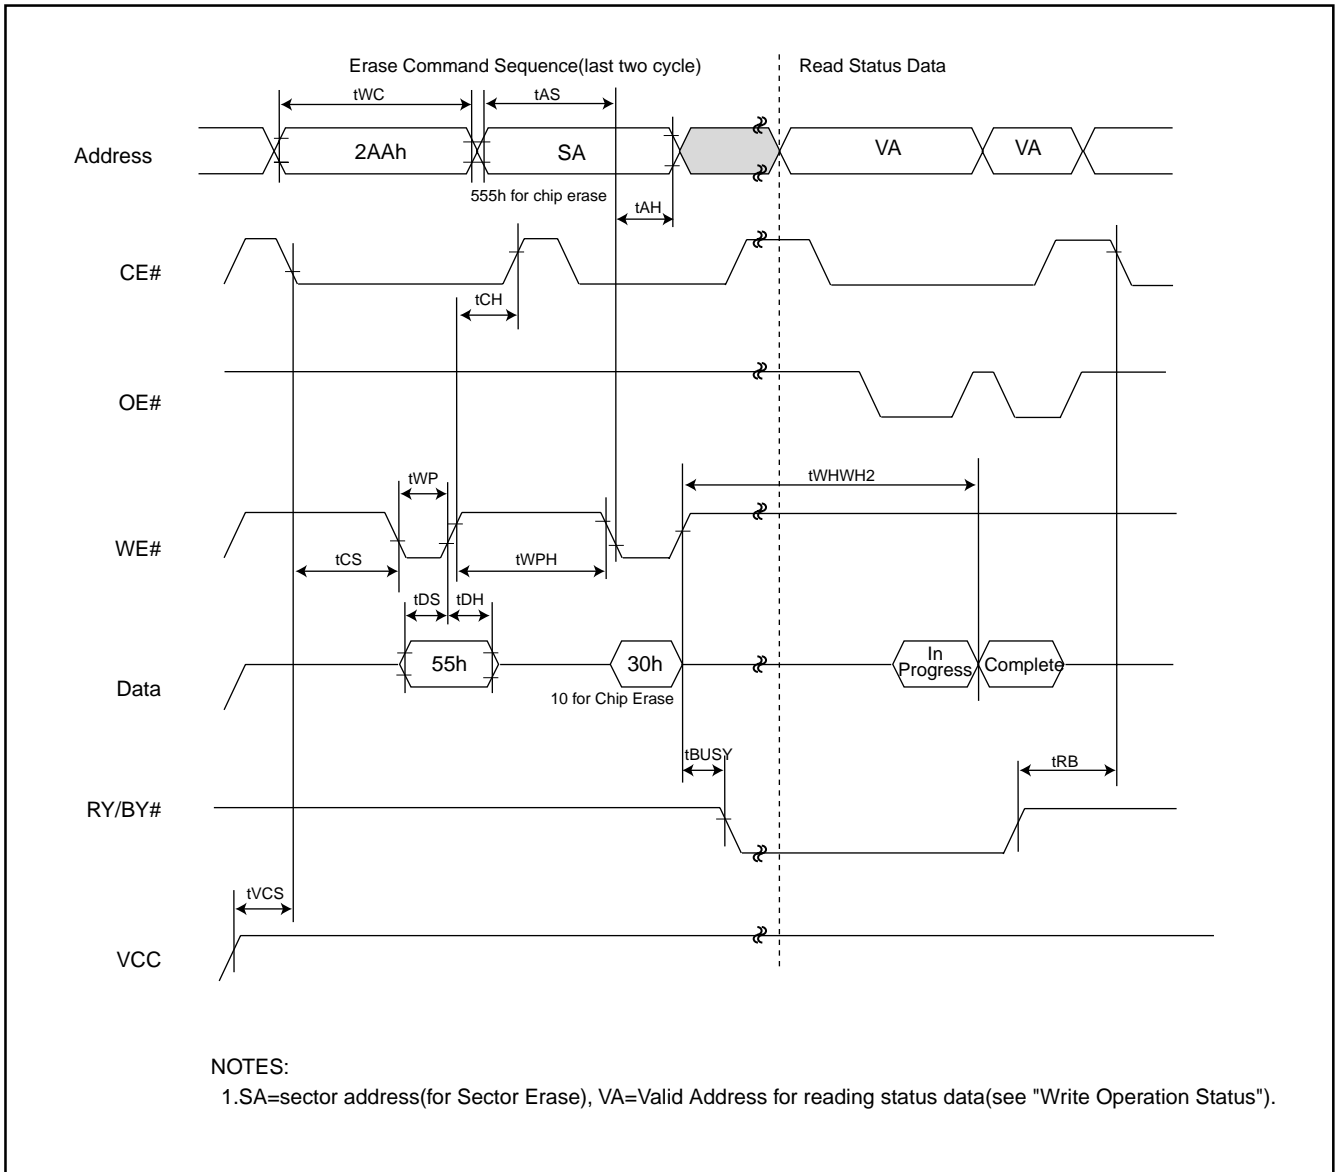 Erase Command Sequence(last two cycle)
Read Status Data
tWC
tAS
Address
2AAh
SA
VA
VA
555h for chip erase
tAH
CE#
tCH
OE#
tWP
tWHWH2
WE#
tCS
tWPH
tDS
tDH
Data
55h
30h
In
Progress
Complete
10 for Chip Erase
tBUSY
tRB
RY/BY#
tVCS
VCC
NOTES:
1.SA=sector address(for Sector Erase), VA=Valid Address for reading status data(see "Write Operation Status").